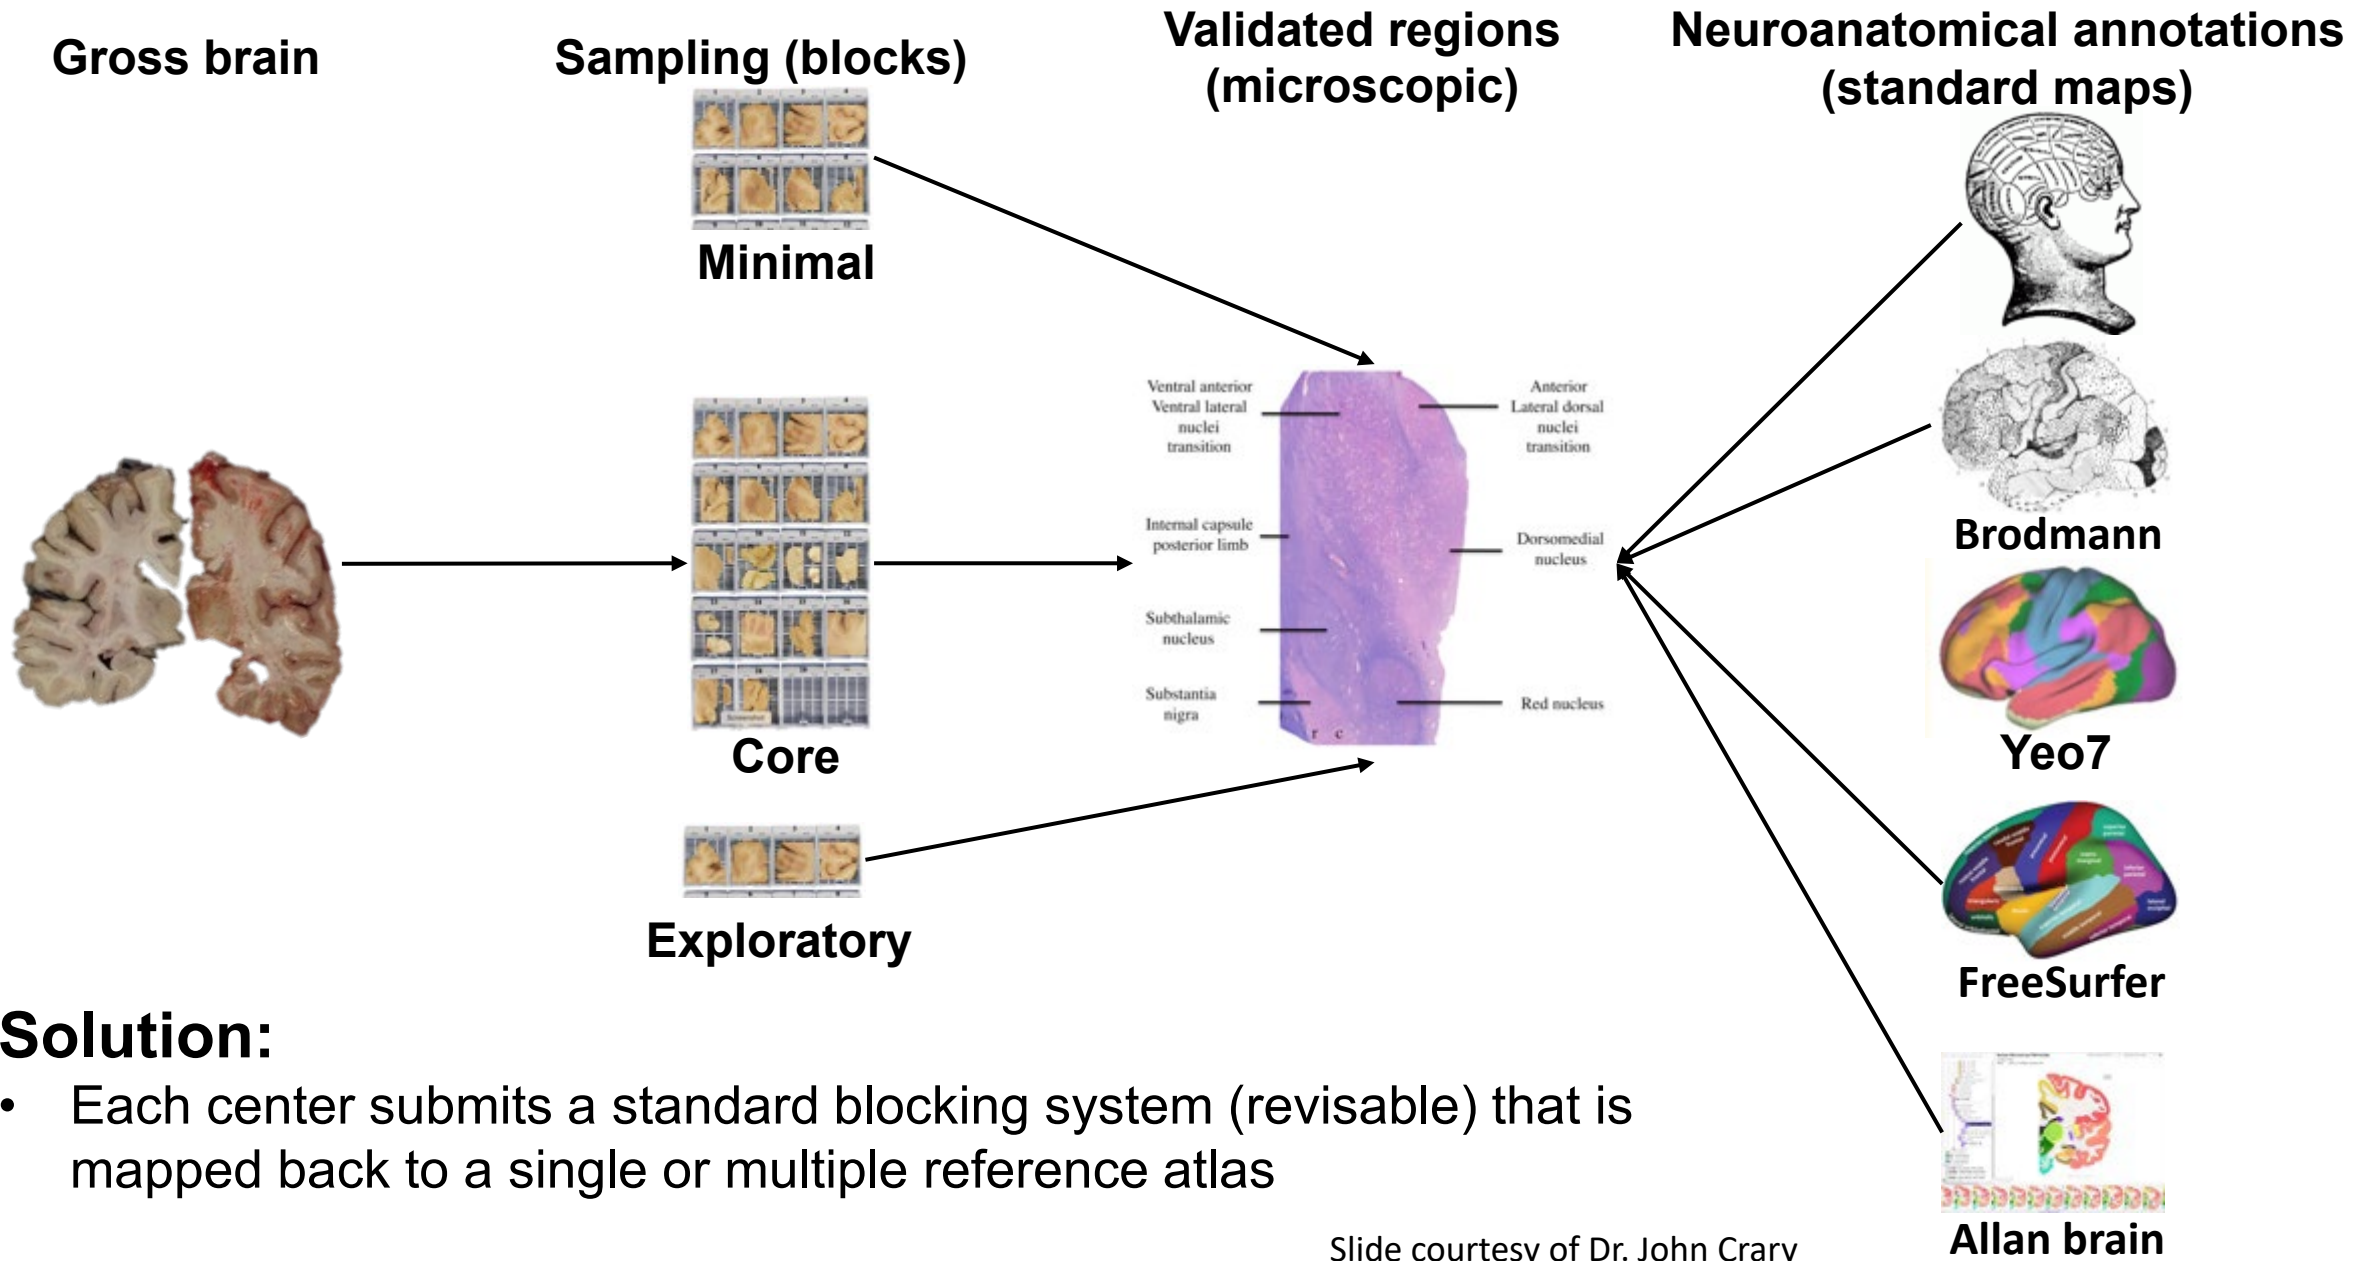 Gross brain
Sampling (blocks)
Validated regions
(microscopic)
Neuroanatomical annotations
(standard maps)
Minimal
Core
Screenshot
Exploratory
Ventral anterior
Ventral lateral
nuclei
transition
Internal capsule
posterior limb
Subthalamic
nucleus
Substantia
nigra
Anterior
Lateral dorsal
nuclei
transition
Dorsomedial
nucleus
Red nucleus
r c
Brodmann
Yeo7
FreeSurfer
Allan brain
Solution:
• Each center submits a standard blocking system (revisable) that is
mapped back to a single or multiple reference atlas
Slide courtesy of Dr. John Crary